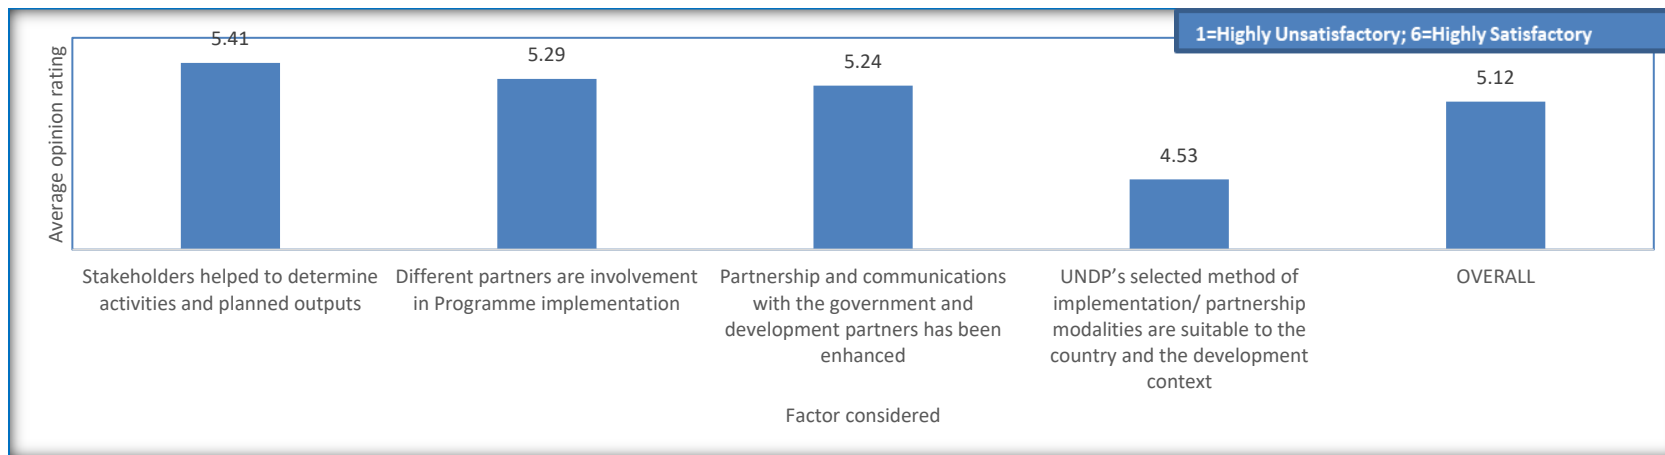 1=Highly Unsatisfactory; 6=Highly Satisfactory
Average opinion rating
5.41
5.29
5.24
4.53
5.12
Stakeholders helped to determine
activities and planned outputs
Different partners are involvement
in Programme implementation
Partnership and communications
with the government and
development partners has been
enhanced
UNDP’s selected method of
implementation/ partnership
modalities are suitable to the
country and the development
context
OVERALL
Factor considered